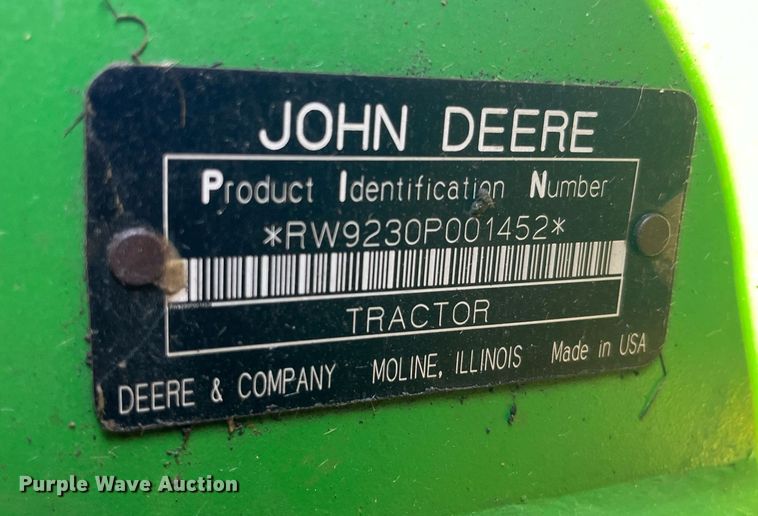 JOHN DEERE
Product Identification Number
*RW9230P001452*
TRACTOR
DEERE & COMPANY MOLINE, ILLINOIS Made in USA
Purple Wave Auction